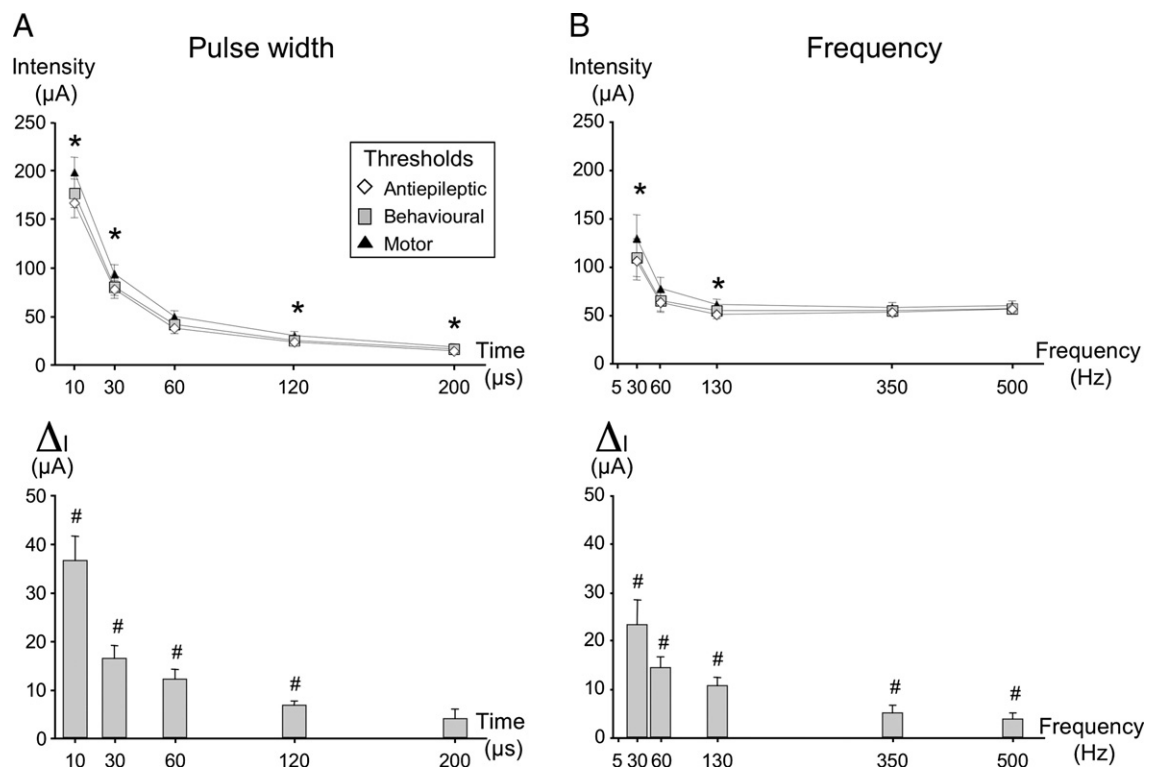 A
Pulse width
Intensity
(µA)
250
200
150
100
50
0
*
*
*
*
Thresholds
Antiepileptic
Behavioural
Motor
Time
(µs)
10 30 60 120 200
B
Frequency
Intensity
(µA)
250
200
150
100
50
0
*
*
Frequency
(Hz)
5 30 60 130 350 500
ΔI
(µA)
50
40
30
20
10
0
#
#
#
#
Time
(µs)
10 30 60 120 200
ΔI
(µA)
50
40
30
20
10
0
#
#
#
#
#
Frequency
(Hz)
5 30 60 130 350 500